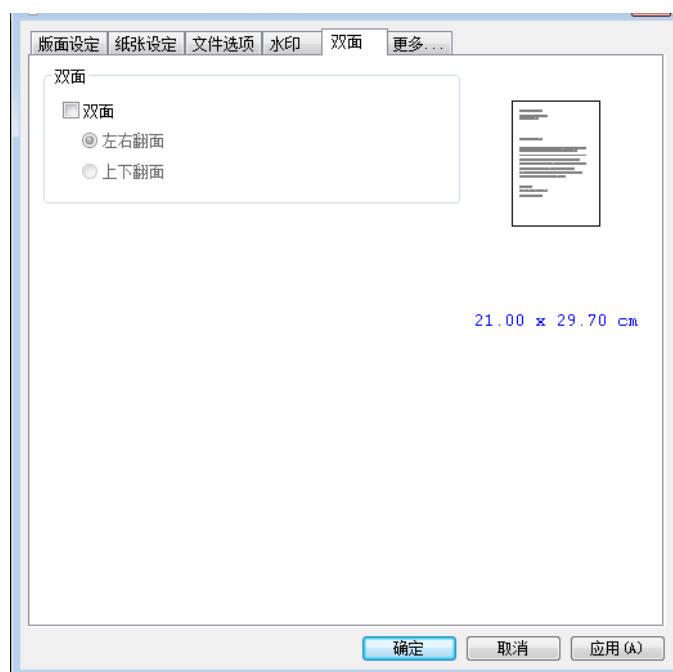 版面设定 纸张设定 文件选项 水印 双面 更多...
双面
双面
左右翻面
上下翻面
21.00 x 29.70 cm
确定 取消 应用(A)